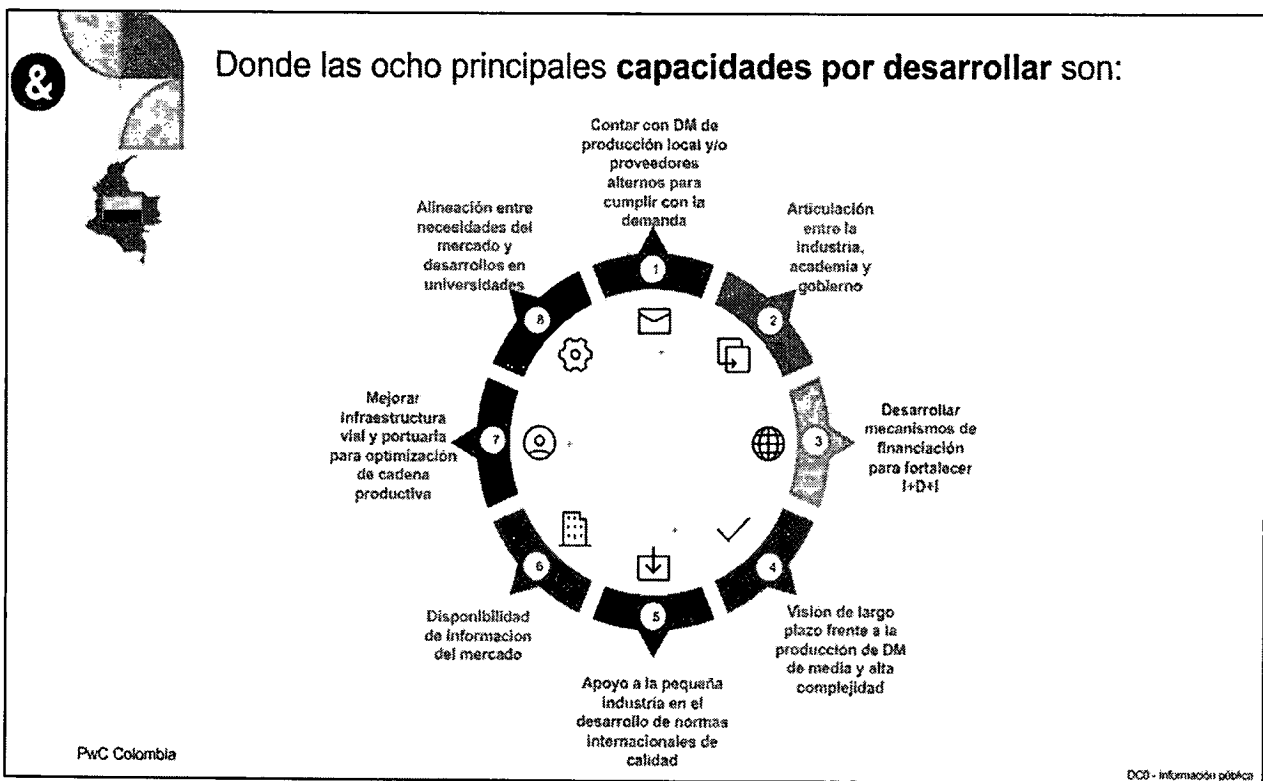 &
Donde las ocho principales capacidades por desarrollar son:
Contar con DM de
producción local y/o
proveedores
alternos para
cumplir con la
demanda
1
Articulación
entre la
industria,
academia y
gobierno
2
Desarrollar
mecanismos de
financiación
para fortalecer
I+D+I
3
Visión de largo
plazo frente a la
producción de DM
de media y alta
complejidad
4
Apoyo a la pequeña
industria en el
desarrollo de normas
internacionales de
calidad
5
Disponibilidad
de informacion
del mercado
6
Mejorar
infraestructura
vial y portuaria
para optimización
de cadena
productiva
7
Alineación entre
necesidades del
mercado y
desarrollos en
universidades
8
PwC Colombia
DC0 - Información pública